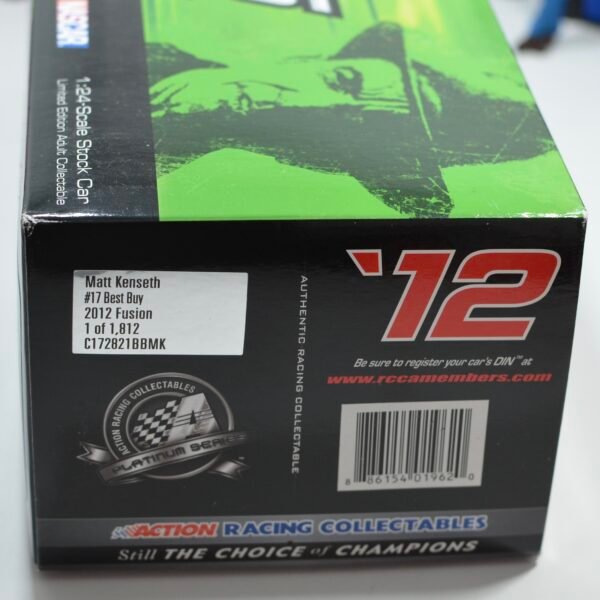 NASCAR
1:24-Scale Stock Car
Limited Edition Adult Collectable
Matt Kenseth
#17 Best Buy
2012 Fusion
1 of 1,812
C172821BBMK
AUTHENTIC RACING COLLECTABLE
'12
Be sure to register your car's DIN™ at
www.rccamembers.com
ACTION RACING COLLECTABLES
PLATINUM SERIES
8 86154 01962 0
ACTION RACING COLLECTABLES
Still THE CHOICE of CHAMPIONS